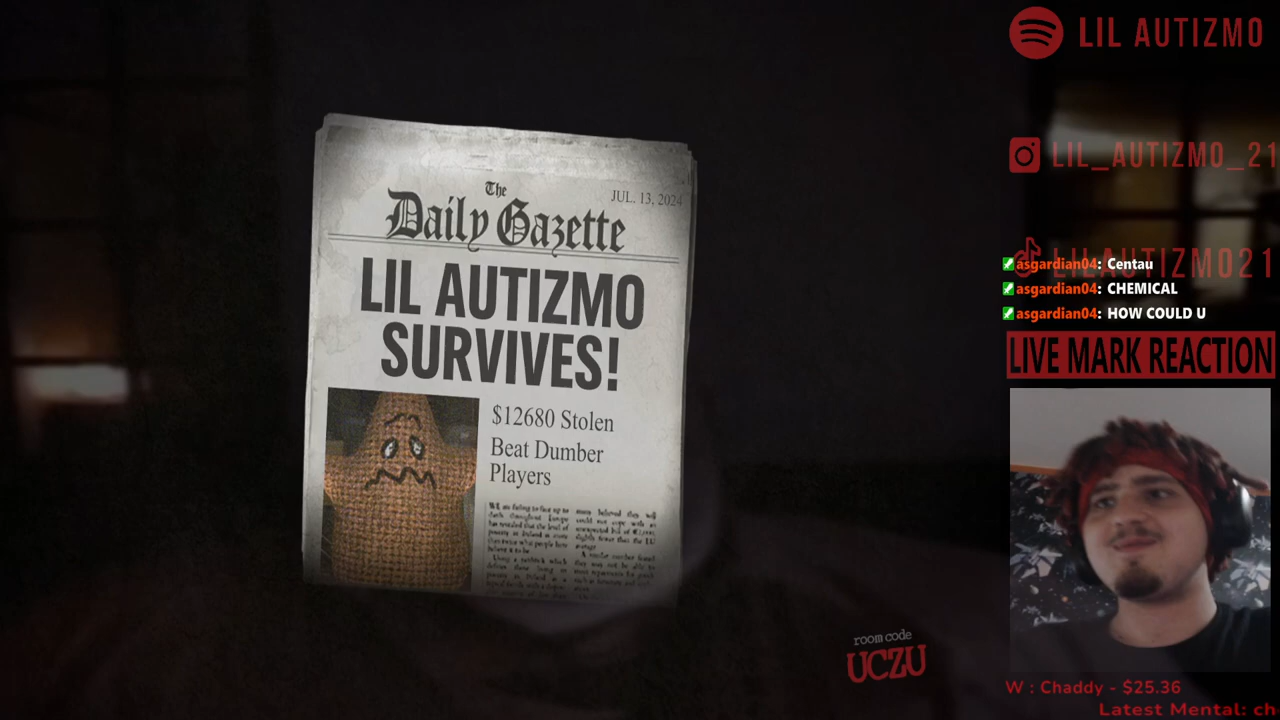 The
Daily Gazette
JUL. 13, 2024
LIL AUTIZMO
SURVIVES!
$12680 Stolen
Beat Dumber
Players
room code
UCZU
LIL AUTIZMO
LIL_AUTIZMO_21
LILAUTIZMO21
asgardian04: Centau
asgardian04: CHEMICAL
asgardian04: HOW COULD U
LIVE MARK REACTION
W : Chaddy - $25.36
Latest Mental: ch